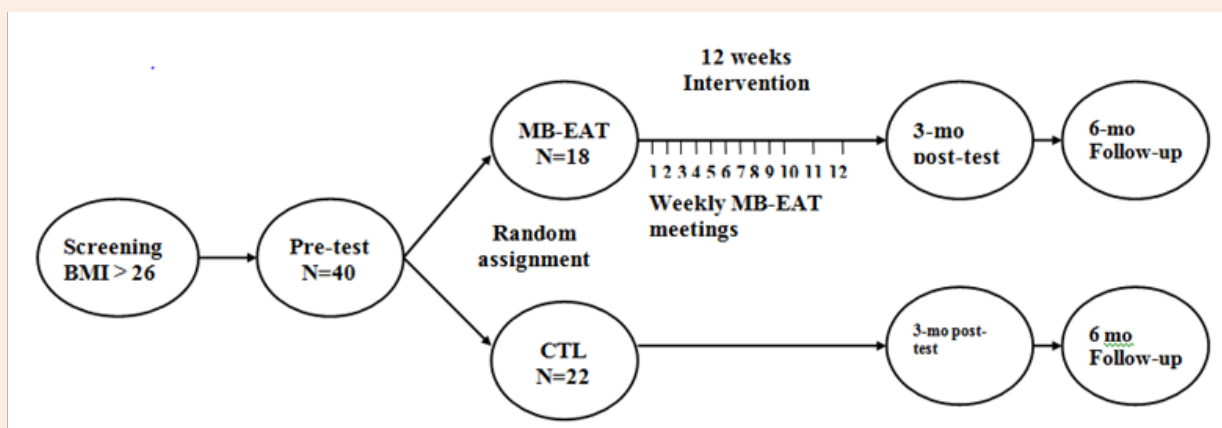 Screening
BMI > 26
Pre-test
N=40
Random
assignment
MB-EAT
N=18
12 weeks
Intervention
1 2 3 4 5 6 7 8 9 10 11 12
Weekly MB-EAT
meetings
3-mo
post-test
6-mo
Follow-up
CTL
N=22
3-mo post-
test
6 mo
Follow-up